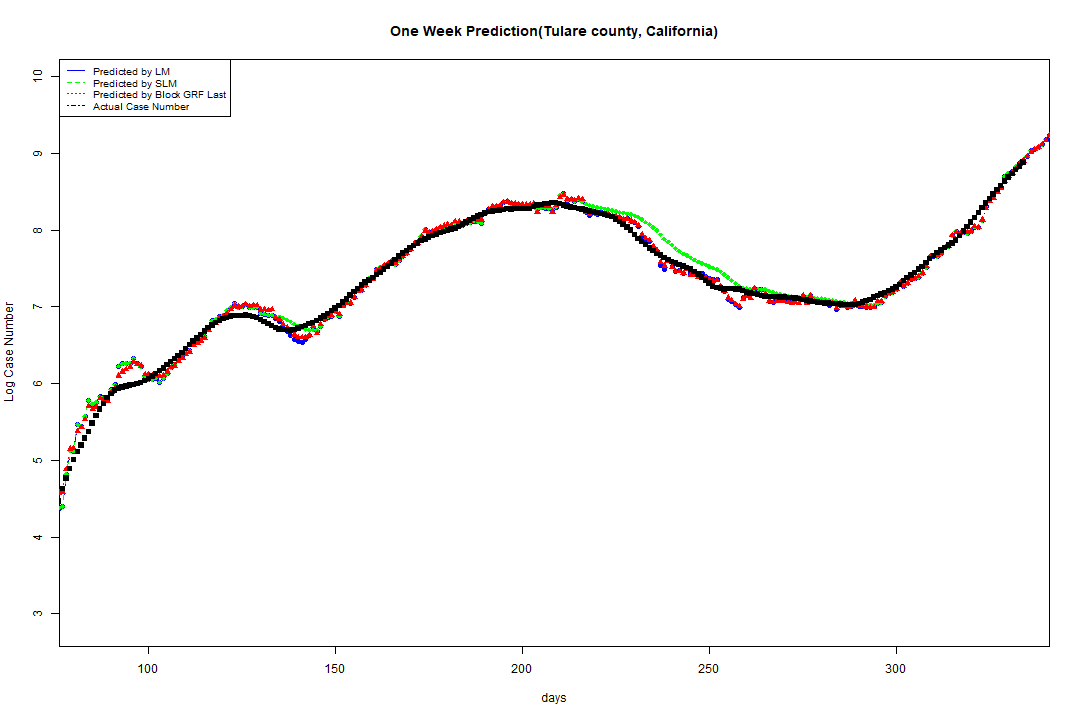 One Week Prediction(Tulare county, California)
Predicted by LM
Predicted by SLM
Predicted by Block GRF Last
Actual Case Number
10
9
8
7
6
5
4
3
Log Case Number
100 150 200 250 300
days